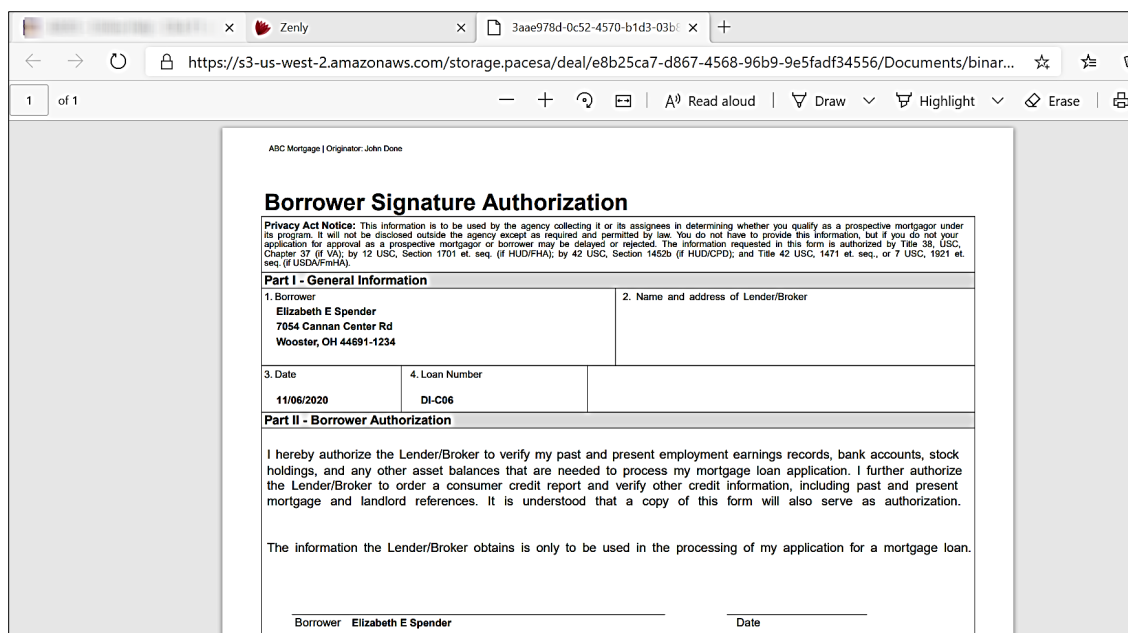 Zenly
3aae978d-0c52-4570-b1d3-03b8
https://s3-us-west-2.amazonaws.com/storage.pacesa/deal/e8b25ca7-d867-4568-96b9-9e5fadf34556/Documents/binar...
1 of 1
Read aloud
Draw
Highlight
Erase
ABC Mortgage | Originator: John Done
Borrower Signature Authorization
Privacy Act Notice: This information is to be used by the agency collecting it or its assignees in determining whether you qualify as a prospective mortgagor under
its program. It will not be disclosed outside the agency except as required and permitted by law. You do not have to provide this information, but if you do not your
application for approval as a prospective mortgagor or borrower may be delayed or rejected. The information requested in this form is authorized by Title 38, USC,
Chapter 37 (if VA); by 12 USC, Section 1701 et. seq. (if HUD/FHA); by 42 USC, Section 1452b (if HUD/CPD); and Title 42 USC, 1471 et. seq., or 7 USC, 1921 et.
seq. (if USDA/FmHA).
Part I - General Information
1. Borrower
2. Name and address of Lender/Broker
Elizabeth E Spender
7054 Cannan Center Rd
Wooster, OH 44691-1234
3. Date
4. Loan Number
11/06/2020
DI-C06
Part II - Borrower Authorization
I hereby authorize the Lender/Broker to verify my past and present employment earnings records, bank accounts, stock
holdings, and any other asset balances that are needed to process my mortgage loan application. I further authorize
the Lender/Broker to order a consumer credit report and verify other credit information, including past and present
mortgage and landlord references. It is understood that a copy of this form will also serve as authorization.
The information the Lender/Broker obtains is only to be used in the processing of my application for a mortgage loan.
Borrower Elizabeth E Spender
Date